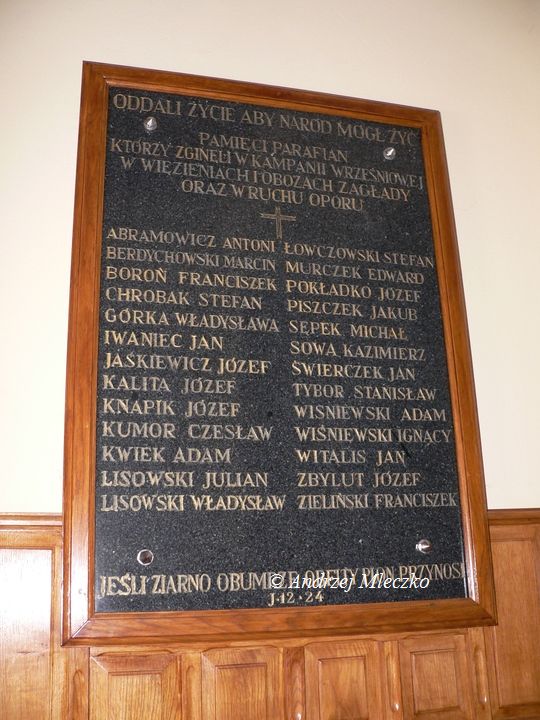 ODDALI ŻYCIE ABY NARÓD MÓGŁ ŻYĆ
PAMIĘCI PARAFIAN
KTÓRZY ZGINĘLI W KAMPANII WRZEŚNIOWEJ
W WIĘZIENIACH I OBOZACH ZAGŁADY
ORAZ W RUCHU OPORU
ABRAMOWICZ ANTONI
BERDYCHOWSKI MARCIN
BOROŃ FRANCISZEK
CHROBAK STEFAN
GÓRKA WŁADYSŁAWA
IWANIEC JAN
JAŚKIEWICZ JÓZEF
KALITA JÓZEF
KNAPIK JÓZEF
KUMOR CZESŁAW
KWIEK ADAM
LISOWSKI JULIAN
LISOWSKI WŁADYSŁAW
ŁOWCZOWSKI STEFAN
MURCZEK EDWARD
POKŁADKO JÓZEF
PISZCZEK JAKUB
SĘPEK MICHAŁ
SOWA KAZIMIERZ
ŚWIERCZEK JAN
TYBOR STANISŁAW
WIŚNIEWSKI ADAM
WIŚNIEWSKI IGNACY
WITALIS JAN
ZBYLUT JÓZEF
ZIELIŃSKI FRANCISZEK
JEŚLI ZIARNO OBUMRZE OBFITY PLON PRZYNOSI
J·12·24
© Andrzej Mleczko